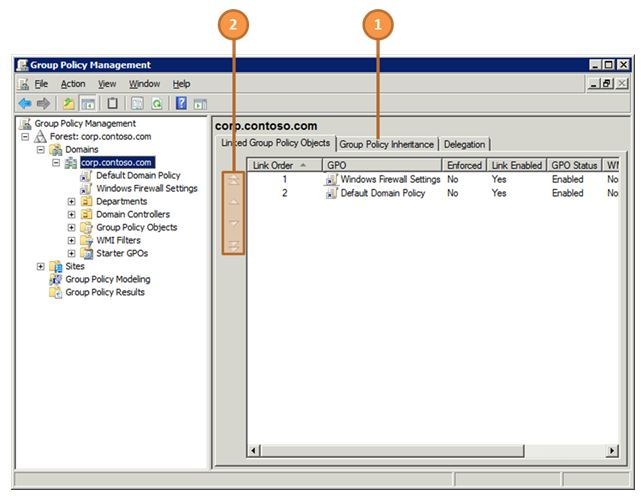 2 1
Group Policy Management
File Action View Window Help
Group Policy Management
Forest: corp.contoso.com
Domains
corp.contoso.com
Default Domain Policy
Windows Firewall Settings
Departments
Domain Controllers
Group Policy Objects
WMI Filters
Starter GPOs
Sites
Group Policy Modeling
Group Policy Results
corp.contoso.com
Linked Group Policy Objects Group Policy Inheritance Delegation
Link Order GPO Enforced Link Enabled GPO Status WM
1 Windows Firewall Settings No Yes Enabled No
2 Default Domain Policy No Yes Enabled No